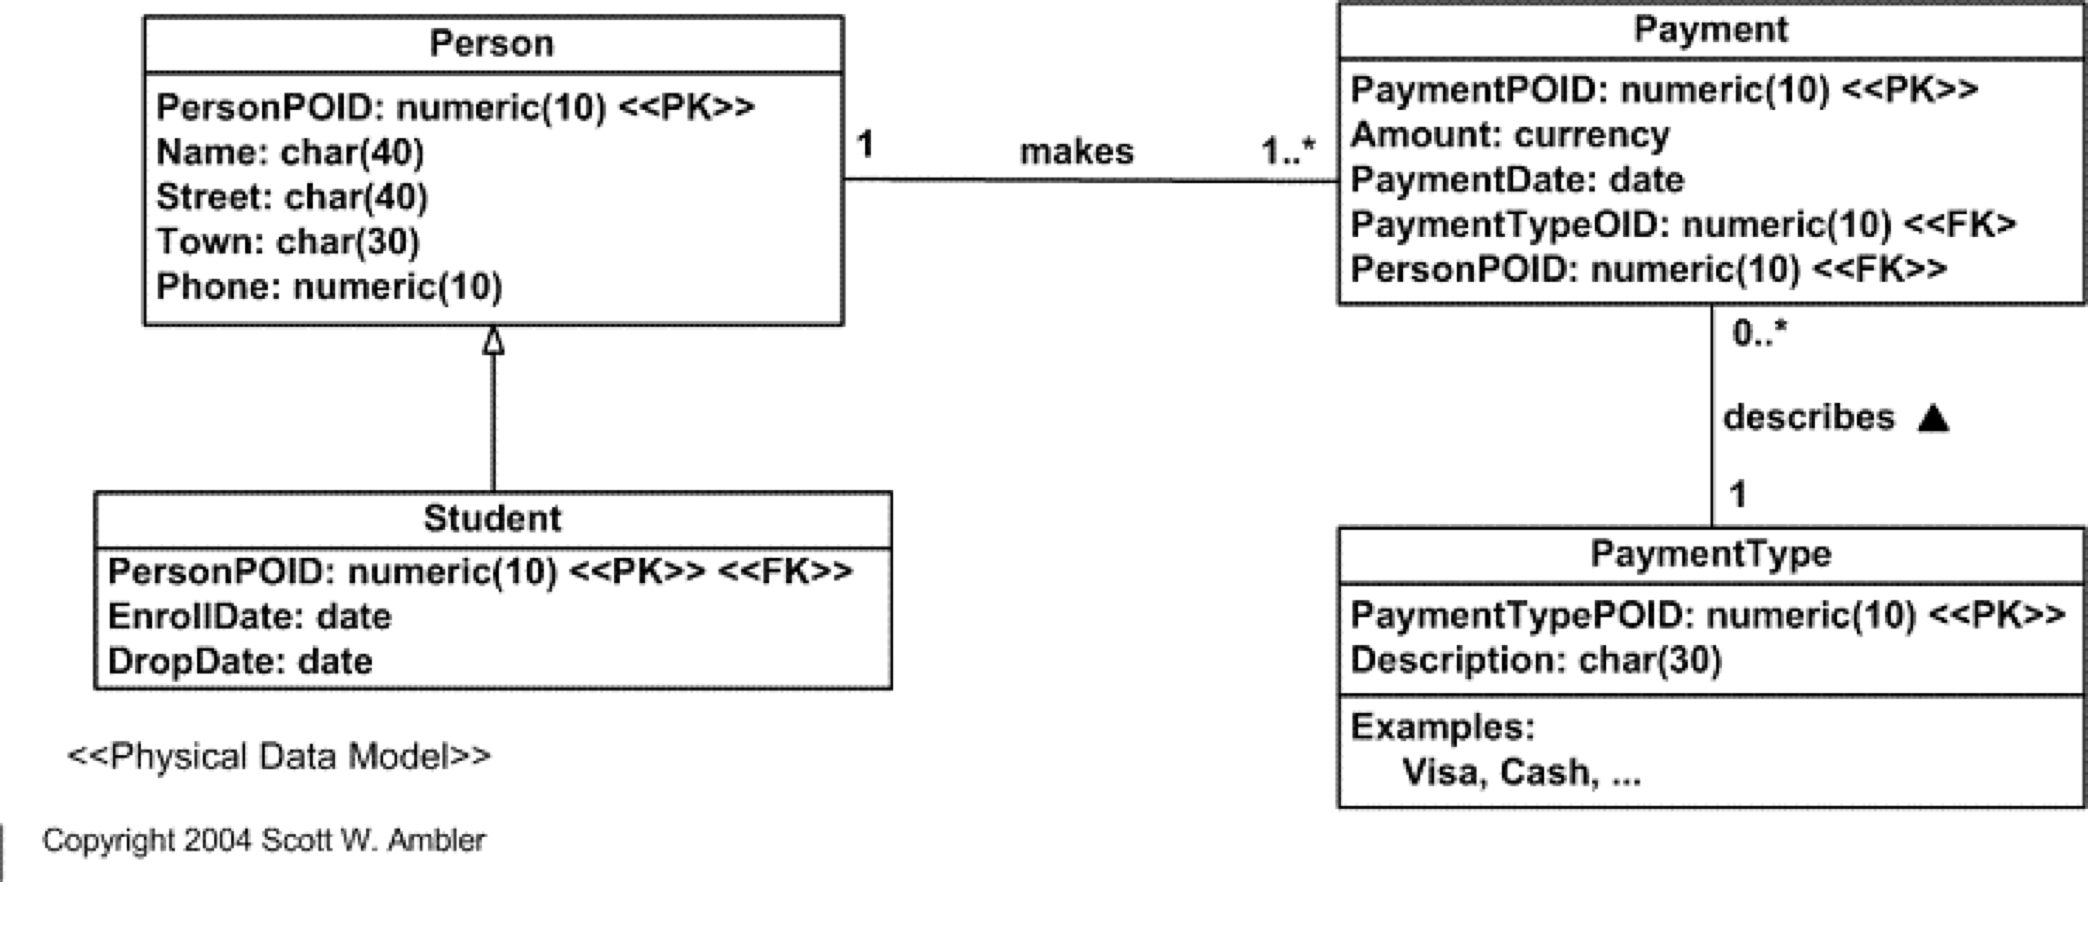 Person
PersonPOID: numeric(10) <<PK>>
Name: char(40)
Street: char(40)
Town: char(30)
Phone: numeric(10)
1 makes 1..*
Payment
PaymentPOID: numeric(10) <<PK>>
Amount: currency
PaymentDate: date
PaymentTypeOID: numeric(10) <<FK>
PersonPOID: numeric(10) <<FK>>
0..*
describes ▲
1
Student
PersonPOID: numeric(10) <<PK>> <<FK>>
EnrollDate: date
DropDate: date
PaymentType
PaymentTypePOID: numeric(10) <<PK>>
Description: char(30)
Examples:
Visa, Cash, ...
<<Physical Data Model>>
Copyright 2004 Scott W. Ambler